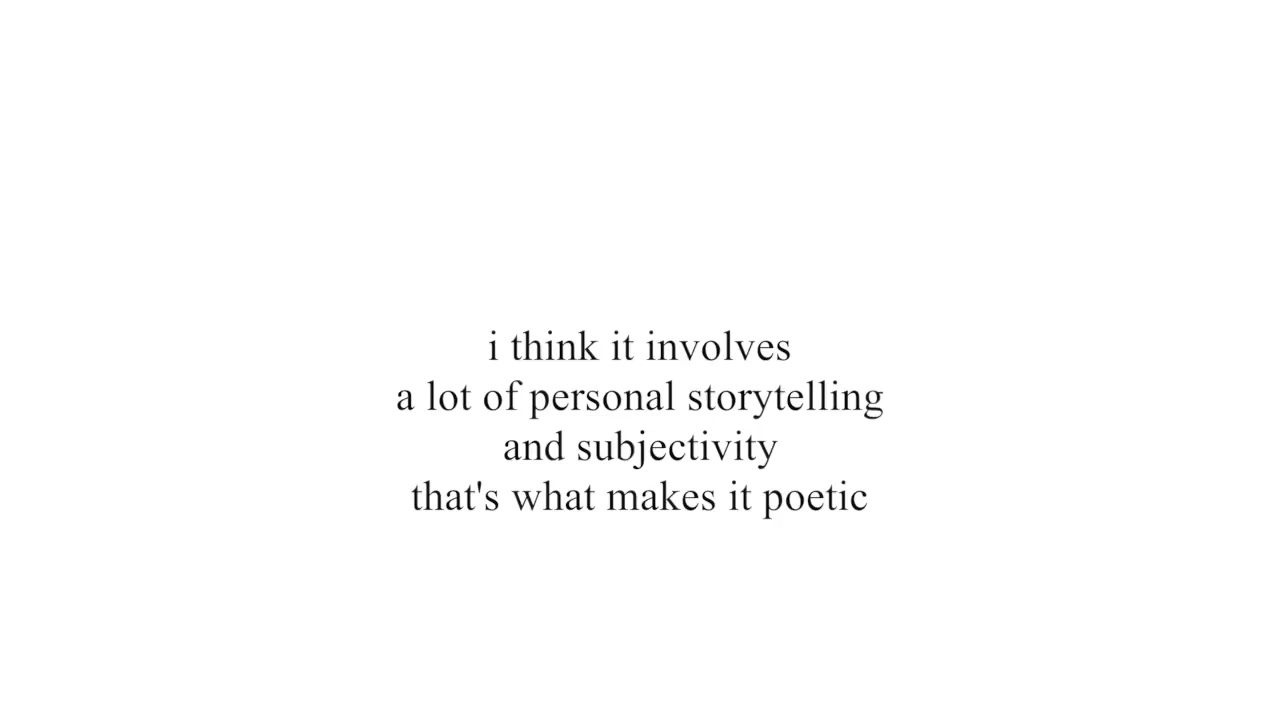 i think it involves
a lot of personal storytelling
and subjectivity
that's what makes it poetic